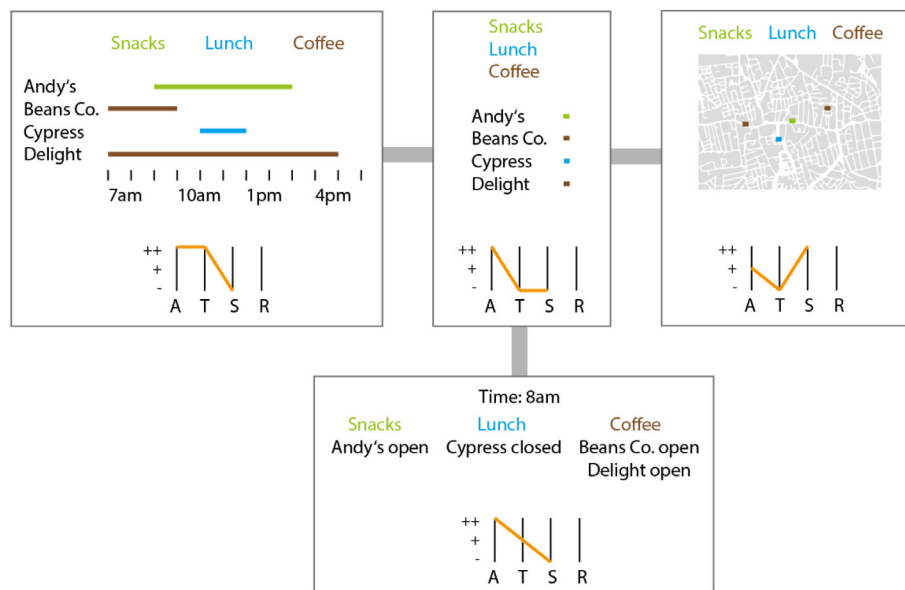 Snacks Lunch Coffee
Andy's
Beans Co.
Cypress
Delight
7am 10am 1pm 4pm
++
+
-
A T S R
Snacks
Lunch
Coffee
Andy's
Beans Co.
Cypress
Delight
++
+
-
A T S R
Snacks Lunch Coffee
++
+
-
A T S R
Time: 8am
Snacks Lunch Coffee
Andy's open Cypress closed Beans Co. open
Delight open
++
+
-
A T S R